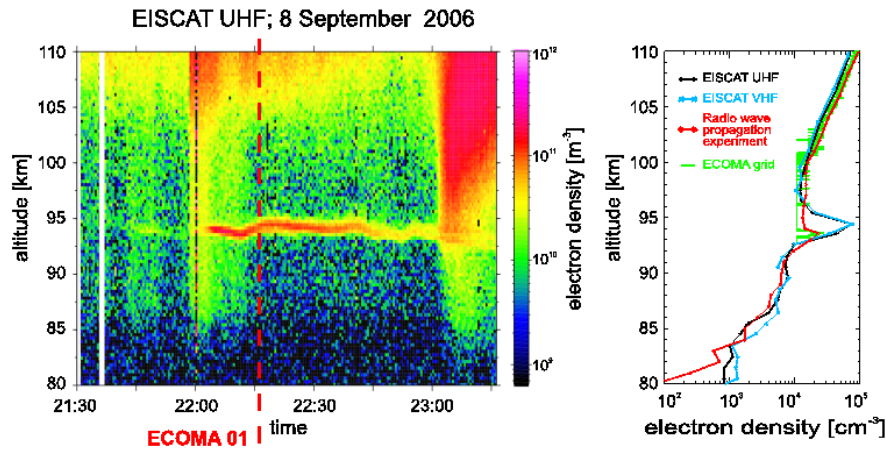 EISCAT UHF; 8 September 2006
altitude [km]
110
105
100
95
90
85
80
21:30
22:00
22:30
23:00
time
ECOMA 01
10¹²
10¹¹
10¹⁰
10⁹
electron density [m⁻³]
altitude [km]
110
105
100
95
90
85
80
EISCAT UHF
EISCAT VHF
Radio wave
propagation
experiment
ECOMA grid
10²
10³
10⁴
10⁵
electron density [cm⁻³]